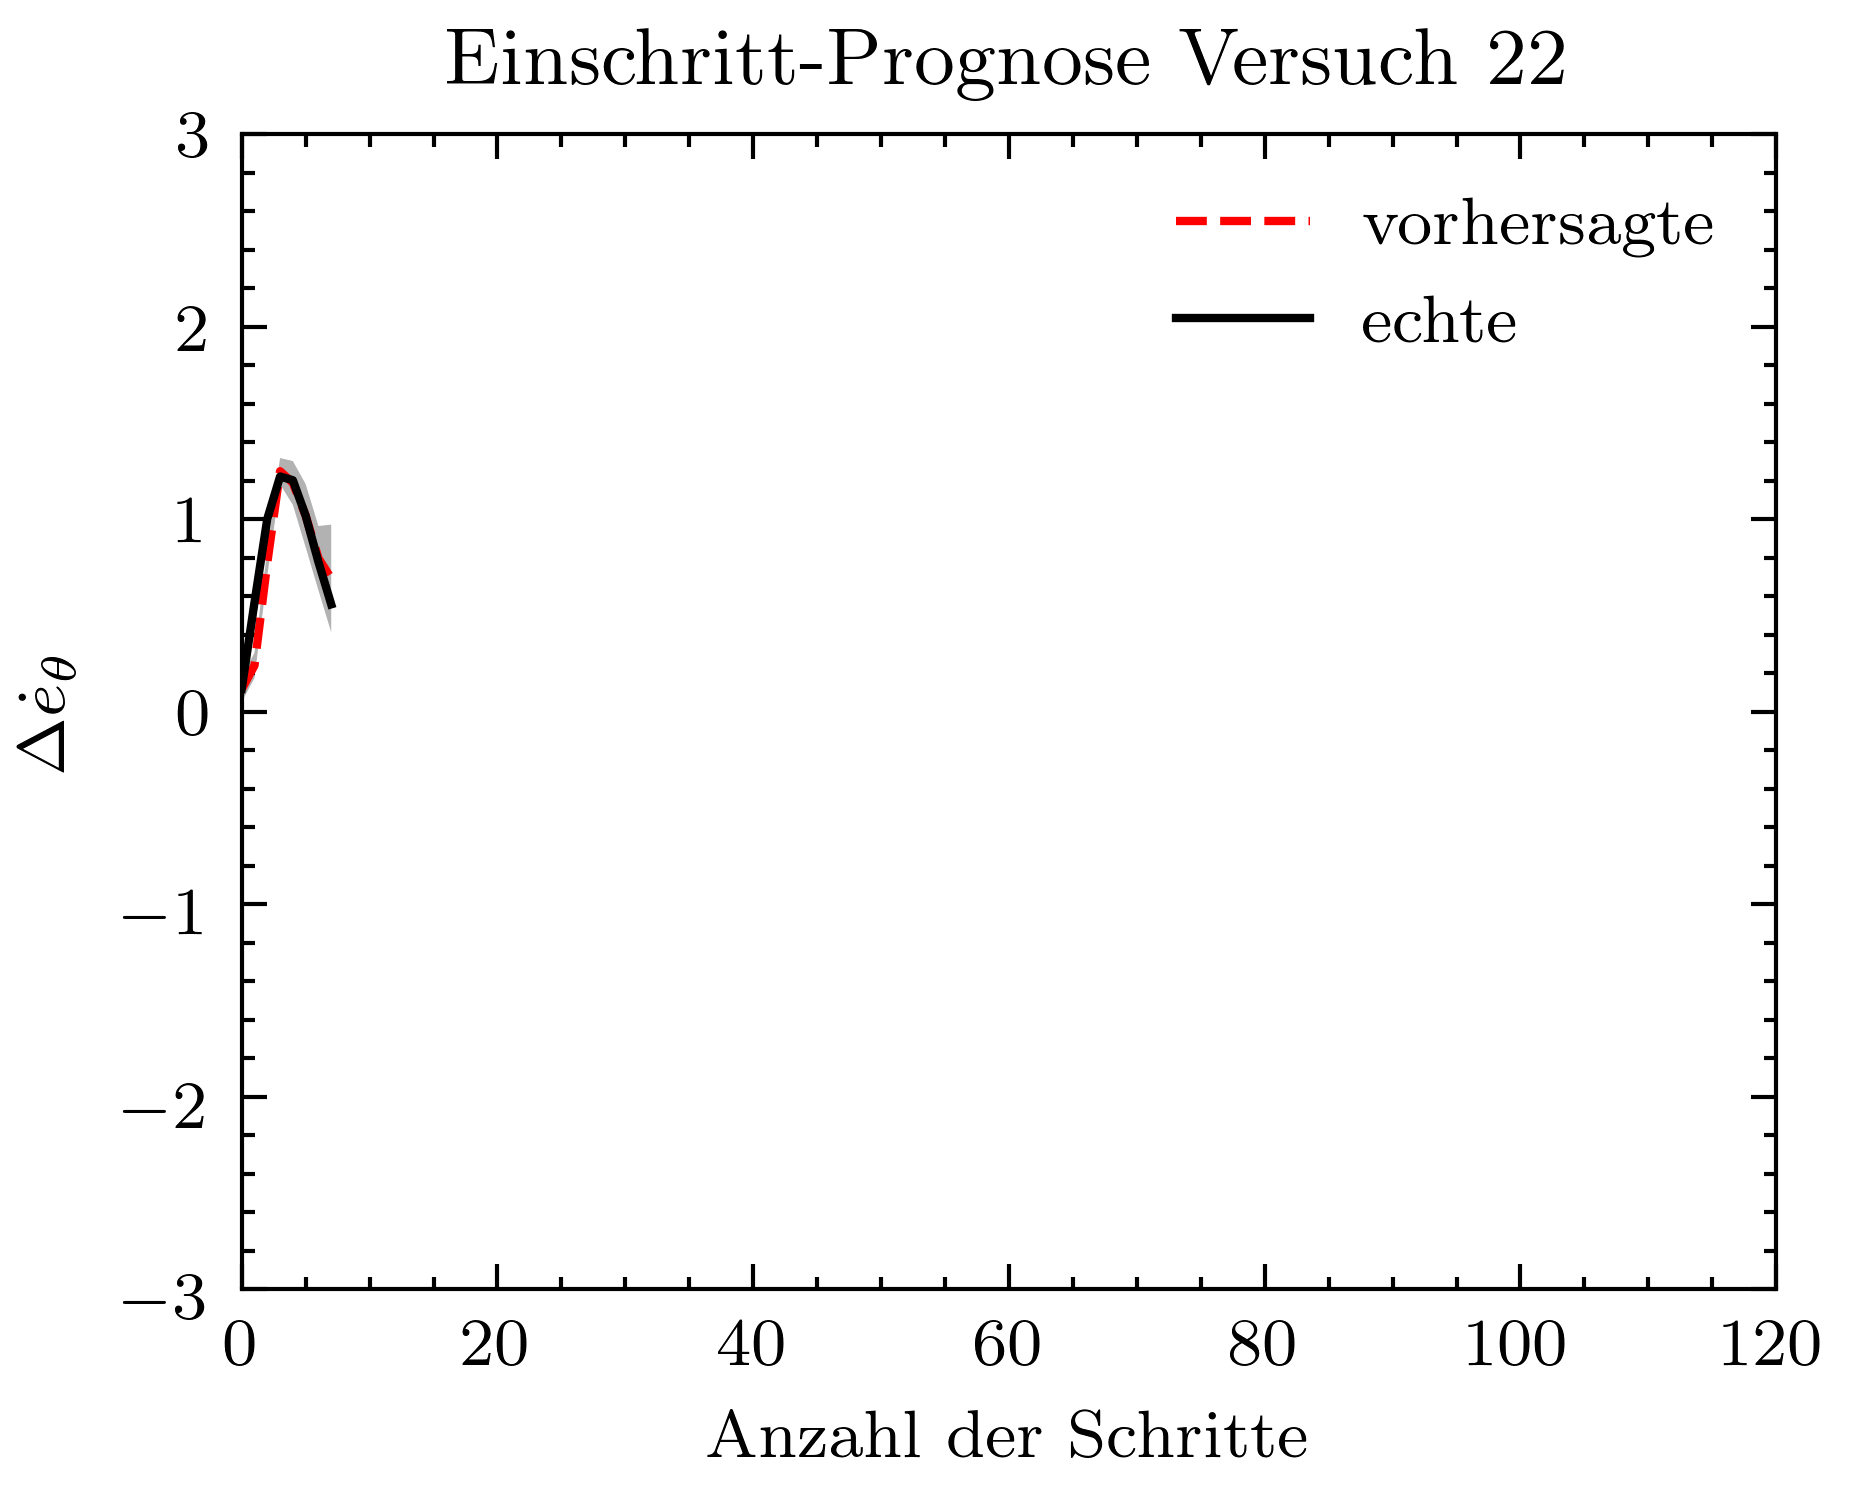 Einschritt-Prognose Versuch 22
3
2
1
0
−1
−2
−3
Δė_θ
vorhersagte
echte
0 20 40 60 80 100 120
Anzahl der Schritte